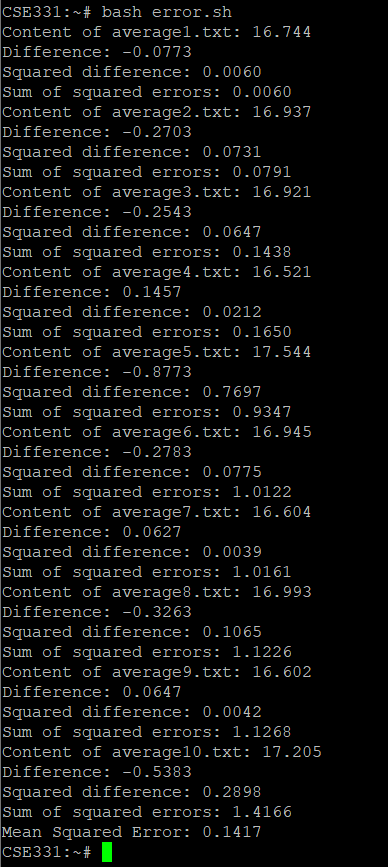 CSE331:~# bash error.sh
Content of average1.txt: 16.744
Difference: -0.0773
Squared difference: 0.0060
Sum of squared errors: 0.0060
Content of average2.txt: 16.937
Difference: -0.2703
Squared difference: 0.0731
Sum of squared errors: 0.0791
Content of average3.txt: 16.921
Difference: -0.2543
Squared difference: 0.0647
Sum of squared errors: 0.1438
Content of average4.txt: 16.521
Difference: 0.1457
Squared difference: 0.0212
Sum of squared errors: 0.1650
Content of average5.txt: 17.544
Difference: -0.8773
Squared difference: 0.7697
Sum of squared errors: 0.9347
Content of average6.txt: 16.945
Difference: -0.2783
Squared difference: 0.0775
Sum of squared errors: 1.0122
Content of average7.txt: 16.604
Difference: 0.0627
Squared difference: 0.0039
Sum of squared errors: 1.0161
Content of average8.txt: 16.993
Difference: -0.3263
Squared difference: 0.1065
Sum of squared errors: 1.1226
Content of average9.txt: 16.602
Difference: 0.0647
Squared difference: 0.0042
Sum of squared errors: 1.1268
Content of average10.txt: 17.205
Difference: -0.5383
Squared difference: 0.2898
Sum of squared errors: 1.4166
Mean Squared Error: 0.1417
CSE331:~#